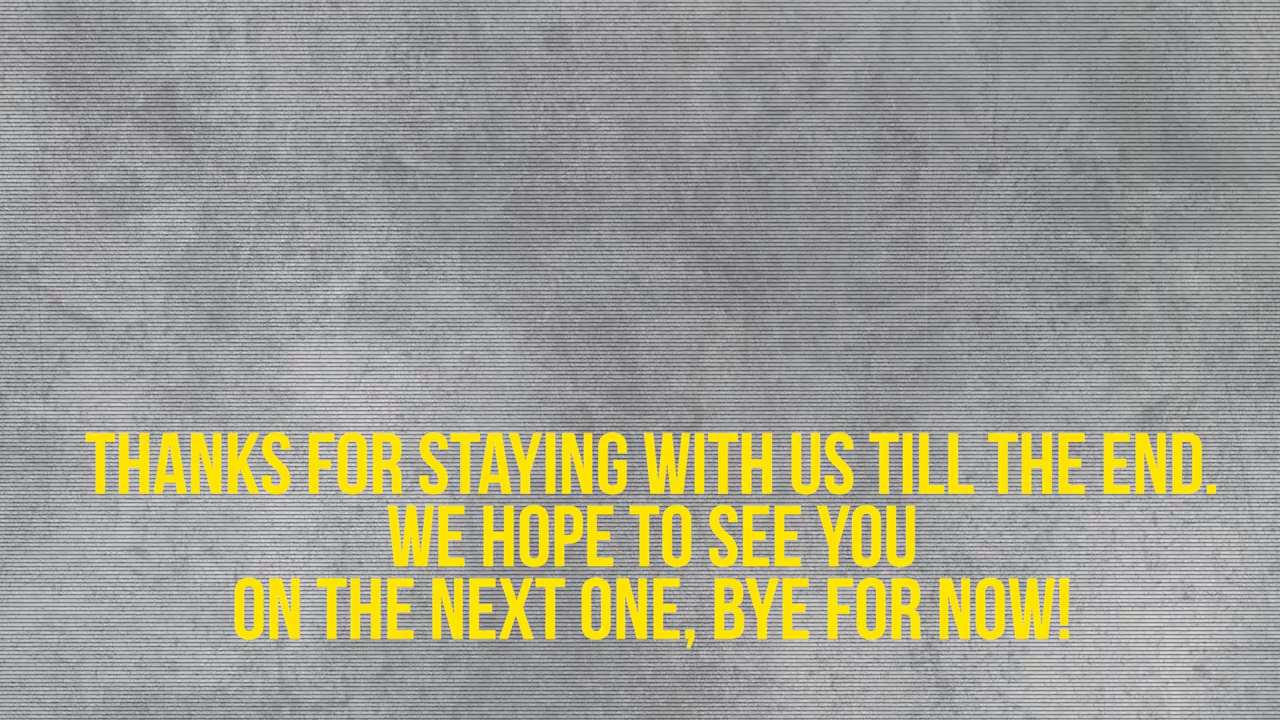 THANKS FOR STAYING WITH US TILL THE END.
WE HOPE TO SEE YOU
ON THE NEXT ONE, BYE FOR NOW!